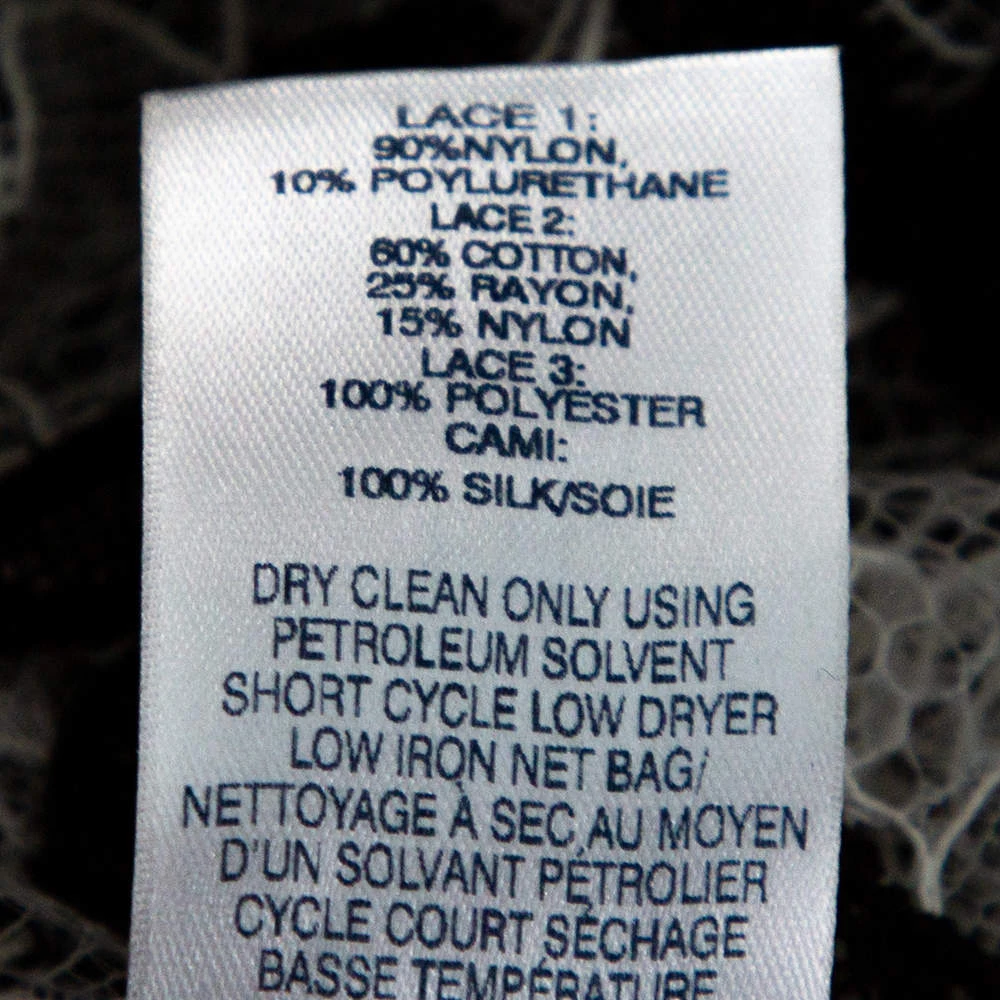 LACE 1:
90%NYLON,
10% POYLURETHANE
LACE 2:
60% COTTON,
25% RAYON,
15% NYLON
LACE 3:
100% POLYESTER
CAMI:
100% SILK/SOIE
DRY CLEAN ONLY USING
PETROLEUM SOLVENT
SHORT CYCLE LOW DRYER
LOW IRON NET BAG/
NETTOYAGE À SEC AU MOYEN
D'UN SOLVANT PÉTROLIER
CYCLE COURT SÉCHAGE
BASSE TEMPÉRATURE